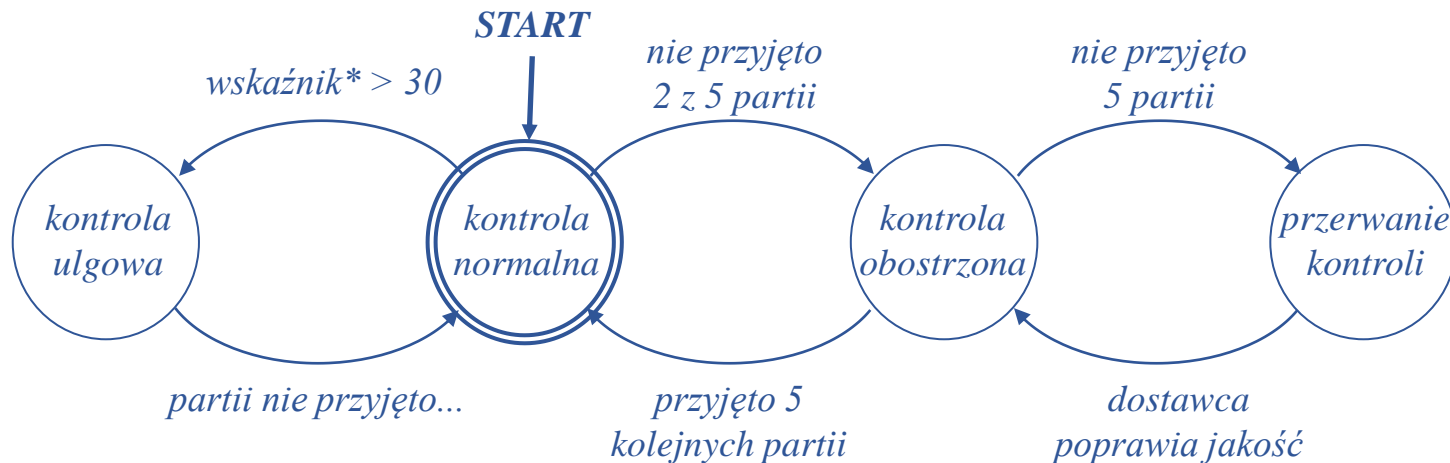 START
wskaźnik* > 30
nie przyjęto
2 z 5 partii
nie przyjęto
5 partii
kontrola
ulgowa
kontrola
normalna
kontrola
obostrzona
przerwanie
kontroli
partii nie przyjęto...
przyjęto 5
kolejnych partii
dostawca
poprawia jakość